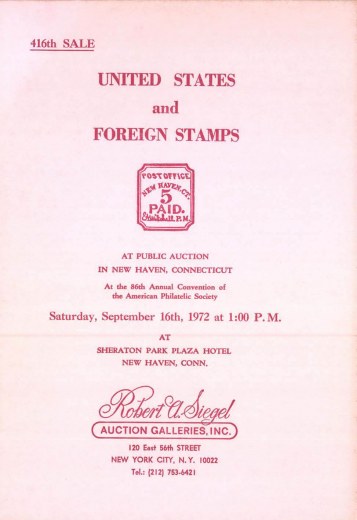 416th SALE
UNITED STATES
and
FOREIGN STAMPS
POST OFFICE
NEW HAVEN, CT.
5
PAID.
P.M.
AT PUBLIC AUCTION
IN NEW HAVEN, CONNECTICUT
At the 86th Annual Convention of
the American Philatelic Society
Saturday, September 16th, 1972 at 1:00 P.M.
AT
SHERATON PARK PLAZA HOTEL
NEW HAVEN, CONN.
Robert A. Siegel
AUCTION GALLERIES, INC.
120 East 56th STREET
NEW YORK CITY, N. Y. 10022
Tel.: (212) 753-6421